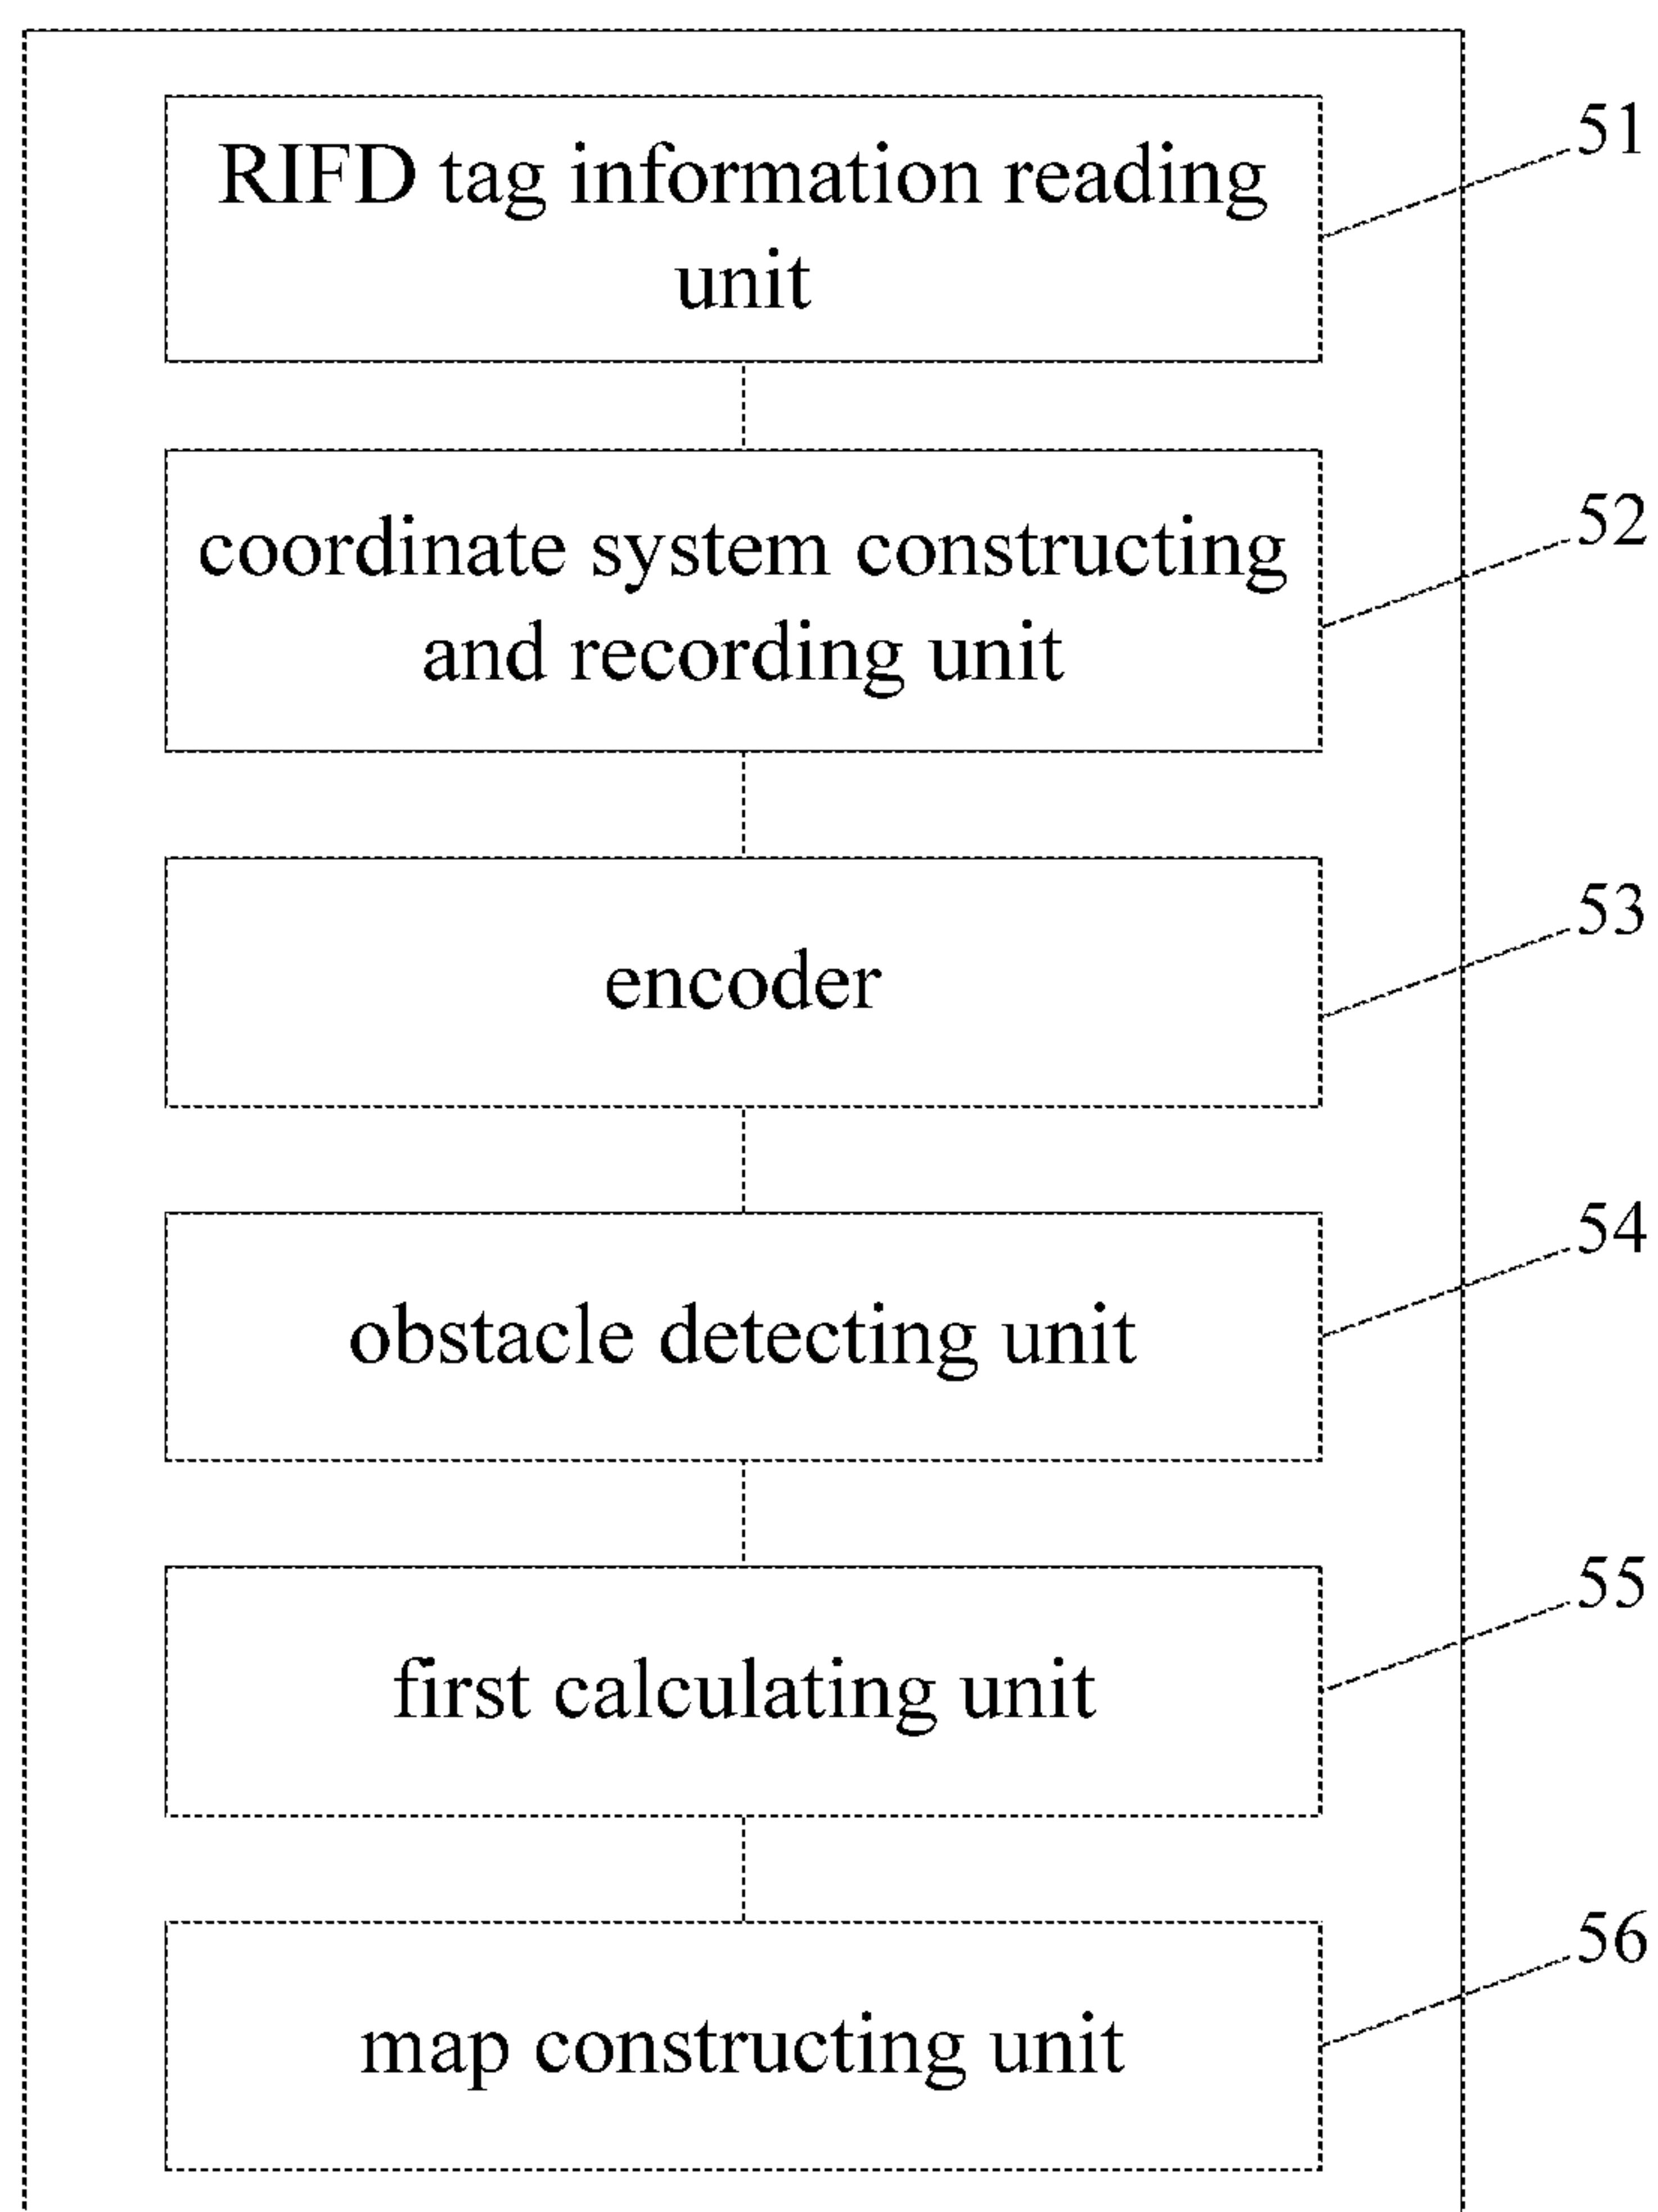 RIFD tag information reading
unit
51
coordinate system constructing
and recording unit
52
encoder
53
obstacle detecting unit
54
first calculating unit
55
map constructing unit
56